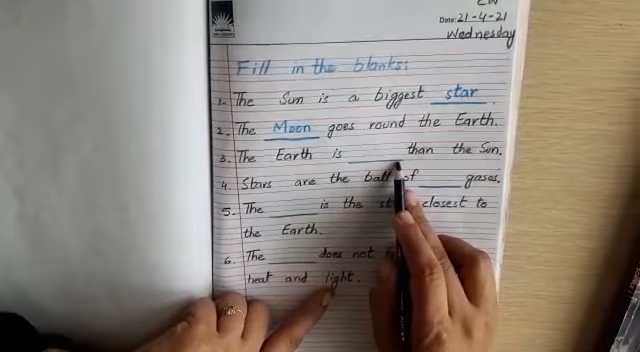 CW
Date: 21-4-21
Wednesday
Fill in the blanks:
1. The Sun is a biggest star.
2. The Moon goes round the Earth.
3. The Earth is ______ than the Sun.
4. Stars are the ball of ____ gases.
5. The ______ is the closest to
the Earth.
6. The ______ does not
heat and light.